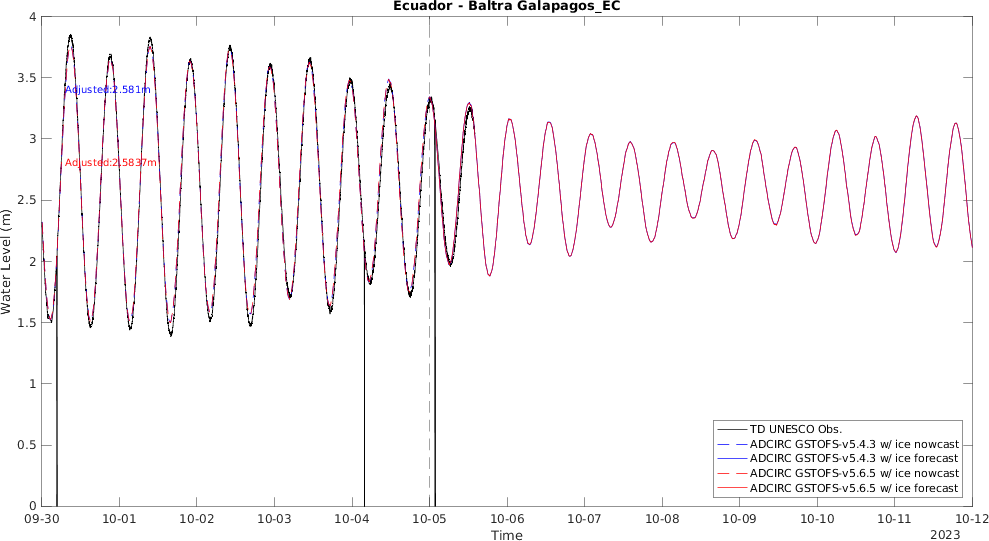 Ecuador - Baltra Galapagos_EC
4
3.5
3
2.5
2
1.5
1
0.5
0
Water Level (m)
Adjusted:2.581m
Adjusted:2.5837m
TD UNESCO Obs.
ADCIRC GSTOFS-v5.4.3 w/ ice nowcast
ADCIRC GSTOFS-v5.4.3 w/ ice forecast
ADCIRC GSTOFS-v5.6.5 w/ ice nowcast
ADCIRC GSTOFS-v5.6.5 w/ ice forecast
09-30 10-01 10-02 10-03 10-04 10-05 10-06 10-07 10-08 10-09 10-10 10-11 10-12
Time
2023